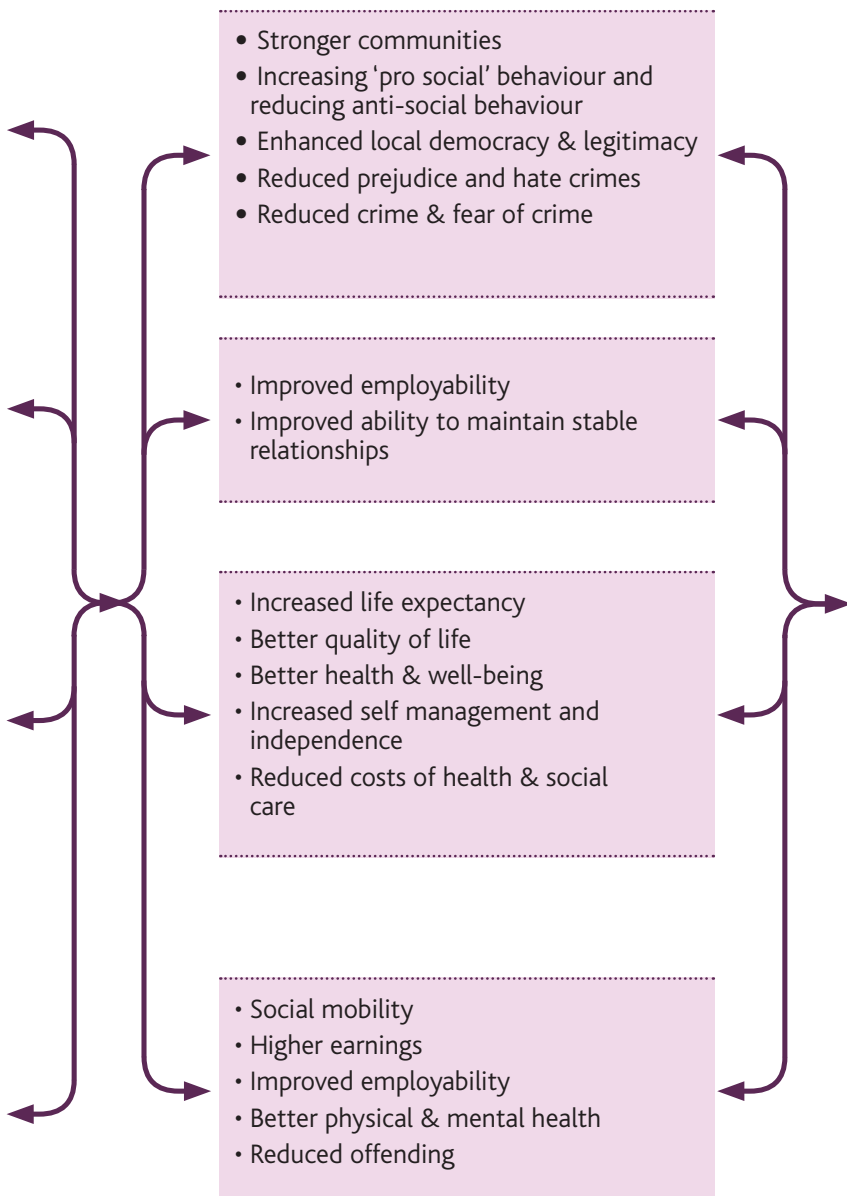 • Stronger communities
• Increasing ‘pro social’ behaviour and
reducing anti-social behaviour
• Enhanced local democracy & legitimacy
• Reduced prejudice and hate crimes
• Reduced crime & fear of crime
• Improved employability
• Improved ability to maintain stable
relationships
• Increased life expectancy
• Better quality of life
• Better health & well-being
• Increased self management and
independence
• Reduced costs of health & social
care
• Social mobility
• Higher earnings
• Improved employability
• Better physical & mental health
• Reduced offending